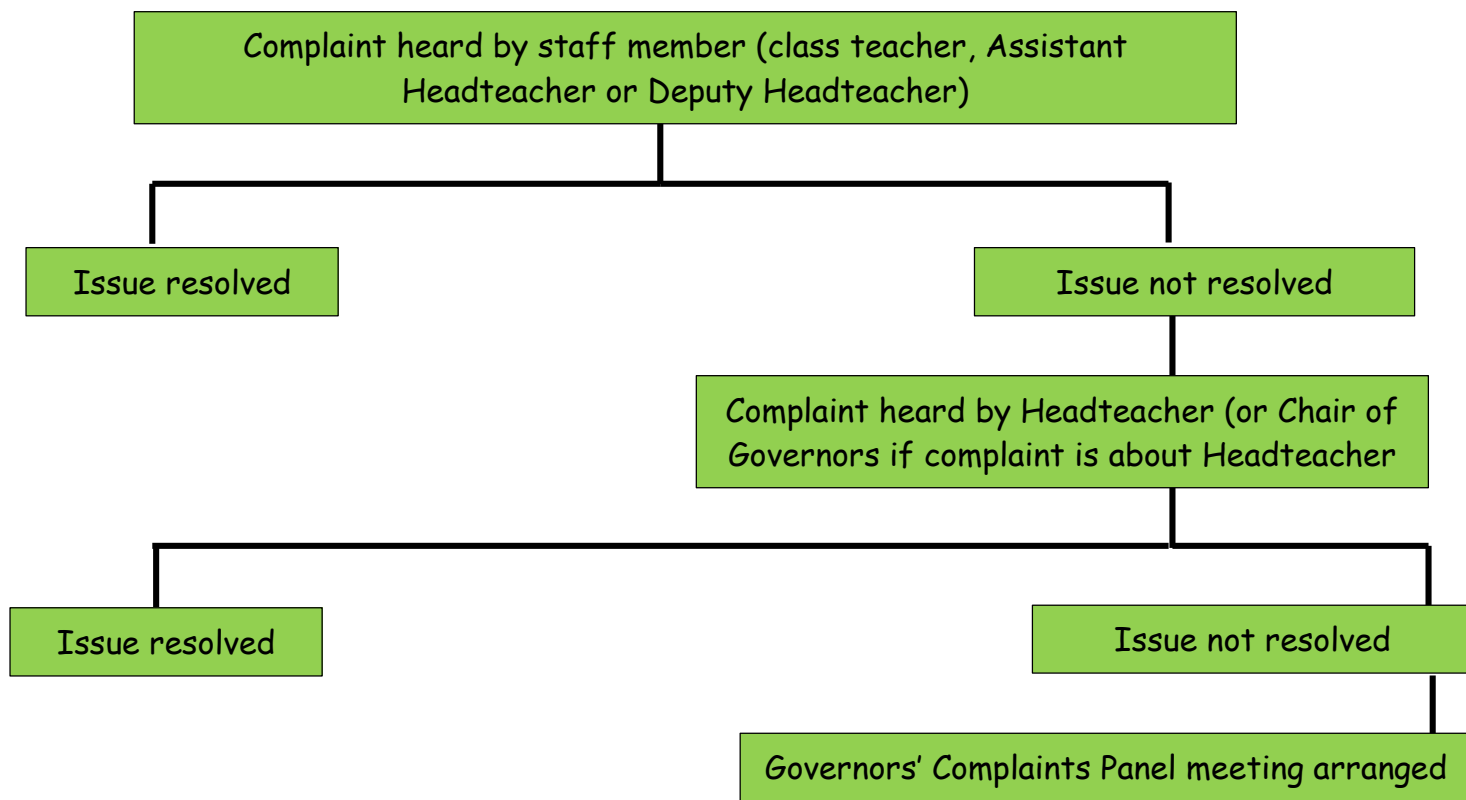 Complaint heard by staff member (class teacher, Assistant
Headteacher or Deputy Headteacher)
Issue resolved
Issue not resolved
Complaint heard by Headteacher (or Chair of
Governors if complaint is about Headteacher
Issue resolved
Issue not resolved
Governors’ Complaints Panel meeting arranged